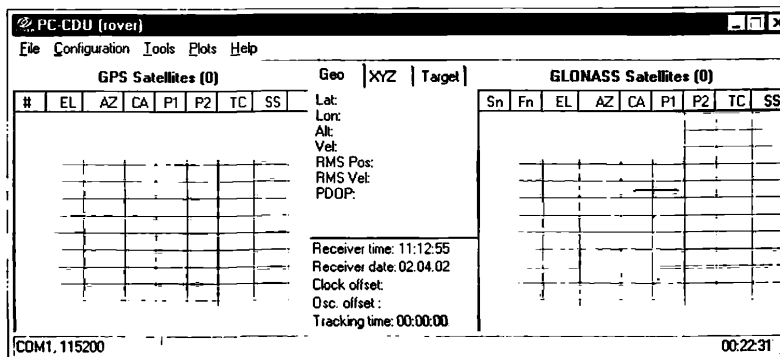 PC-CDU (rover)
File Configuration Tools Plots Help
GPS Satellites (0)
# EL AZ CA P1 P2 TC SS
Geo XYZ Target
Lat:
Lon:
Alt:
Vel:
RMS Pos:
RMS Vel:
PDOP:
Receiver time: 11:12:55
Receiver date: 02.04.02
Clock offset:
Osc. offset :
Tracking time: 00:00:00
GLONASS Satellites (0)
Sn Fn EL AZ CA P1 P2 TC SS
COM1, 115200
00:22:31